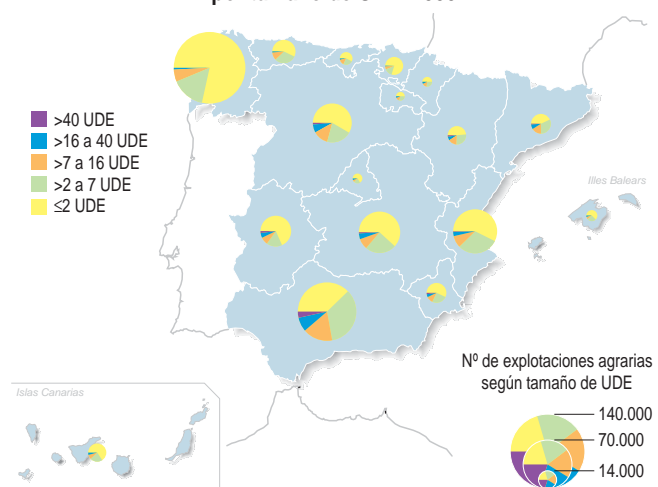 >40 UDE
>16 a 40 UDE
>7 a 16 UDE
>2 a 7 UDE
≤2 UDE
Illes Balears
Islas Canarias
Nº de explotaciones agrarias
según tamaño de UDE
140.000
70.000
14.000